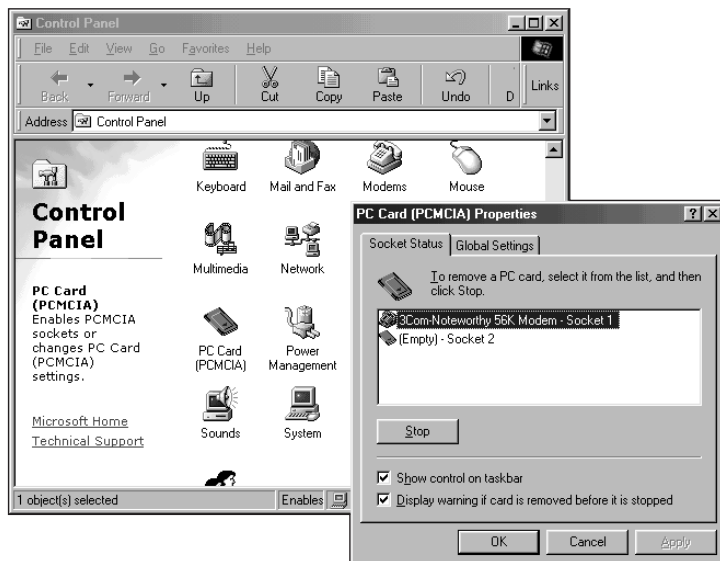 Control Panel
File Edit View Go Favorites Help
Back Forward Up Cut Copy Paste Undo D Links
Address Control Panel
Keyboard Mail and Fax Modems Mouse
Control
Panel
Multimedia Network
PC Card
(PCMCIA)
Enables PCMCIA
sockets or
changes PC Card
(PCMCIA)
settings.
PC Card
(PCMCIA)
Power
Management
Microsoft Home
Technical Support
Sounds System
1 object(s) selected Enables
PC Card (PCMCIA) Properties
Socket Status Global Settings
To remove a PC card, select it from the list, and then
click Stop.
3Com-Noteworthy 56K Modem - Socket 1
(Empty) - Socket 2
Stop
Show control on taskbar
Display warning if card is removed before it is stopped
OK Cancel Apply